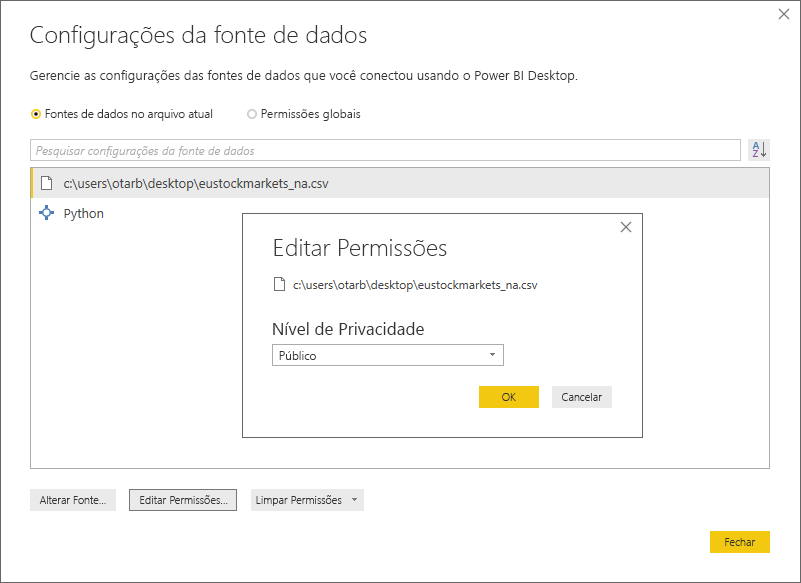 Configurações da fonte de dados
Gerencie as configurações das fontes de dados que você conectou usando o Power BI Desktop.
Fontes de dados no arquivo atual
Permissões globais
Pesquisar configurações da fonte de dados
A
Z
c:\users\otarb\desktop\eustockmarkets_na.csv
Python
Editar Permissões
c:\users\otarb\desktop\eustockmarkets_na.csv
Nível de Privacidade
Público
OK
Cancelar
Alterar Fonte...
Editar Permissões...
Limpar Permissões
Fechar